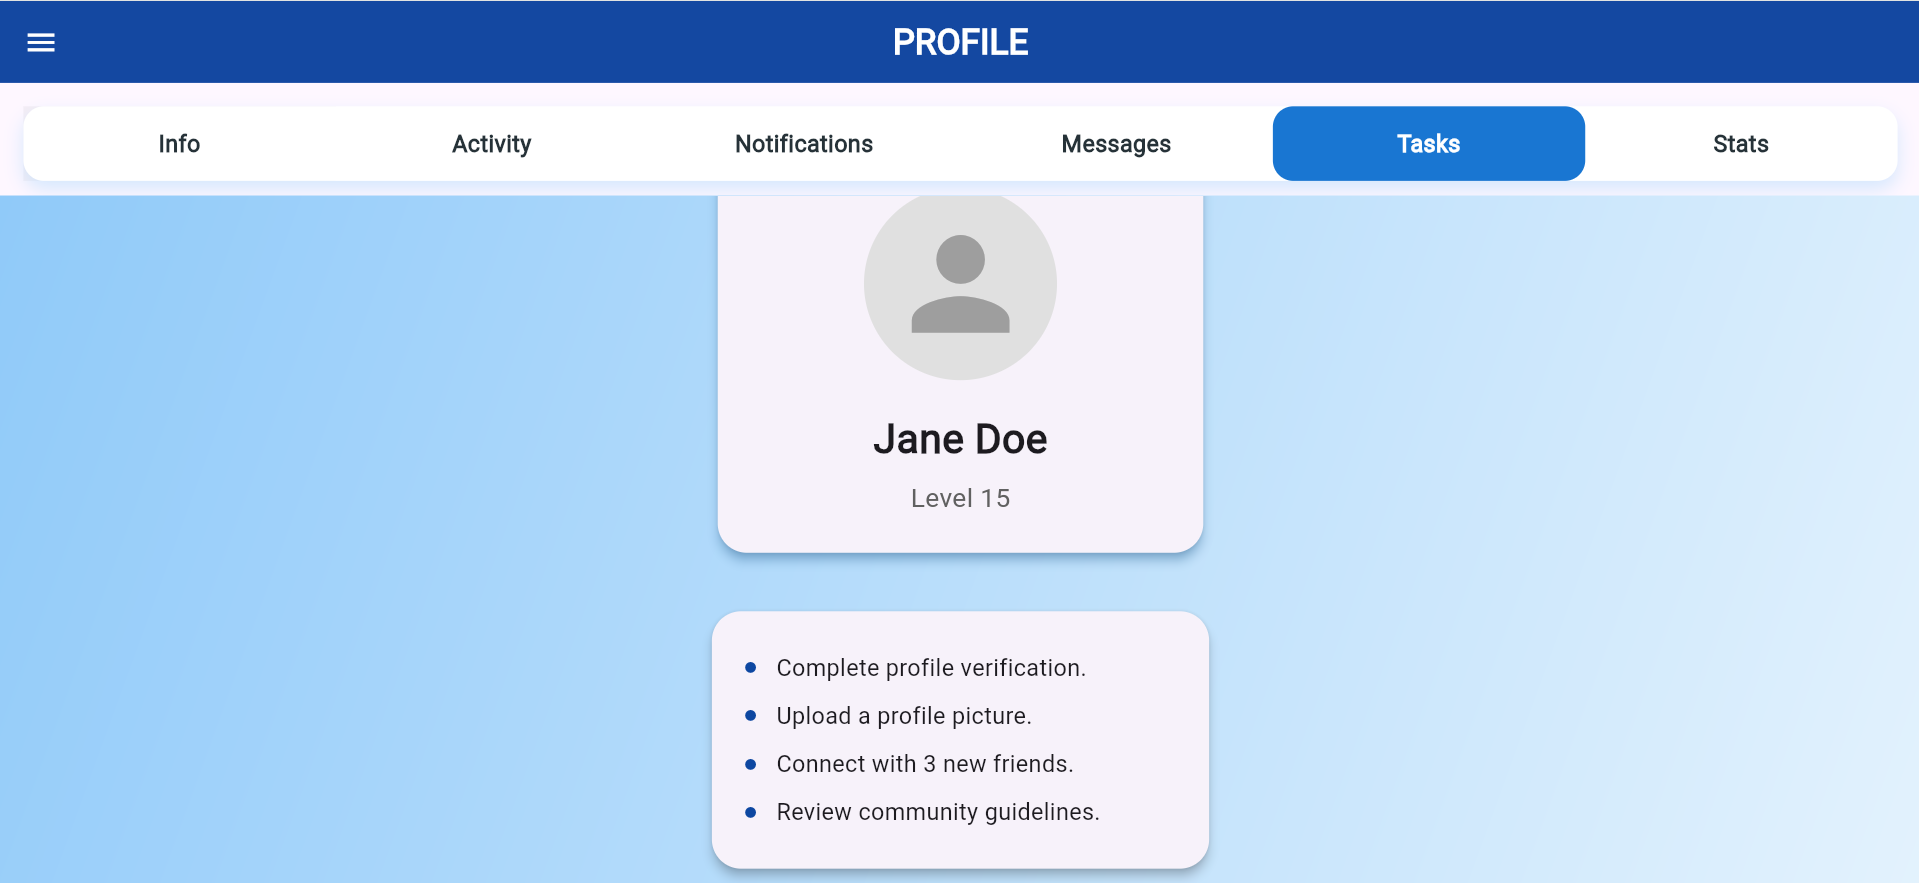 PROFILE
Info
Activity
Notifications
Messages
Tasks
Stats
Jane Doe
Level 15
Complete profile verification.
Upload a profile picture.
Connect with 3 new friends.
Review community guidelines.